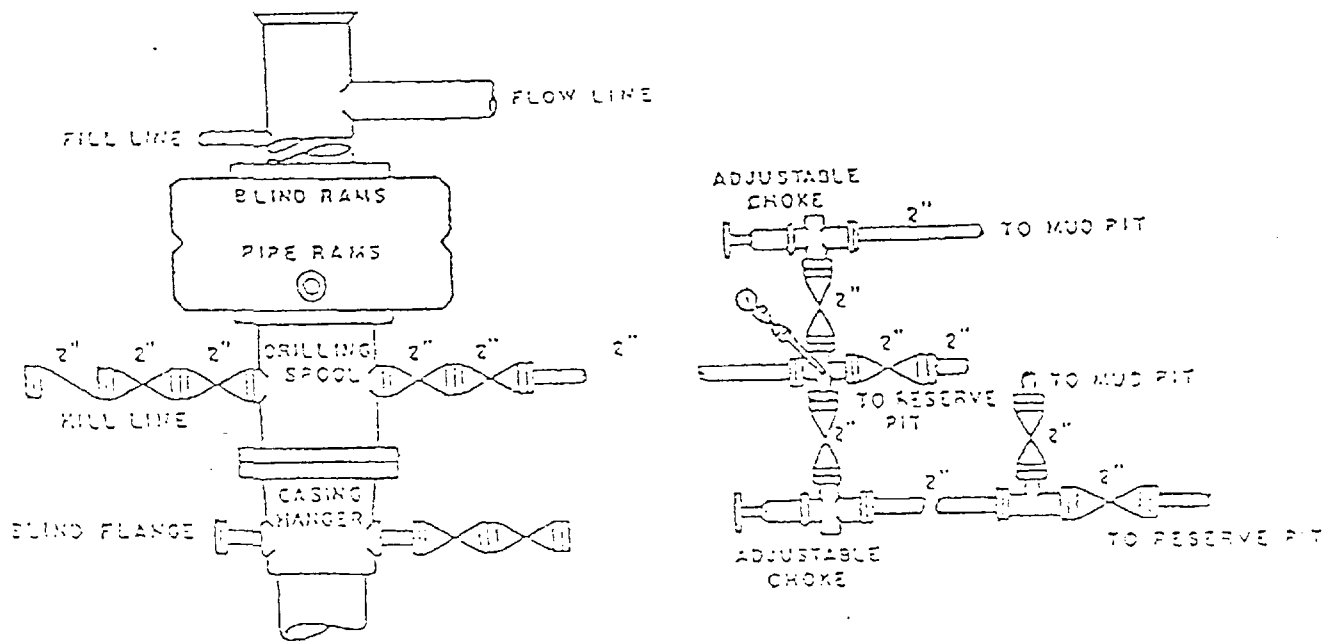 FLOW LINE
FILL LINE
BLIND RAMS
PIPE RAMS
2" 2" 2" DRILLING SPOOL 2" 2" 2"
KILL LINE
CASING
HANGER
BLIND FLANGE
ADJUSTABLE
CHOKE
2"
TO MUD PIT
2"
2" 2"
TO RESERVE
PIT
TO MUD PIT
2"
2"
2"
2"
TO RESERVE PIT
ADJUSTABLE
CHOKE